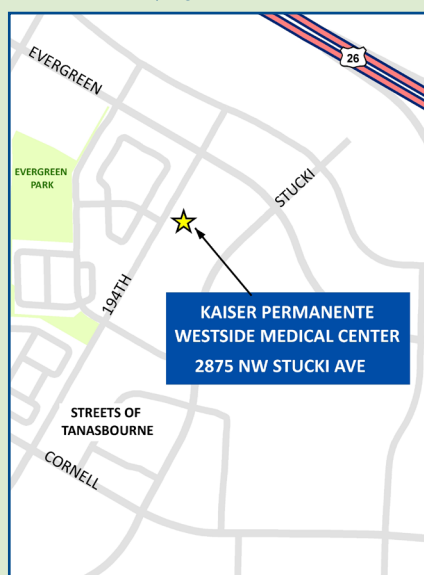 26
EVERGREEN
EVERGREEN
PARK
STUCKI
194TH
KAISER PERMANENTE
WESTSIDE MEDICAL CENTER
2875 NW STUCKI AVE
STREETS OF
TANASBOURNE
CORNELL